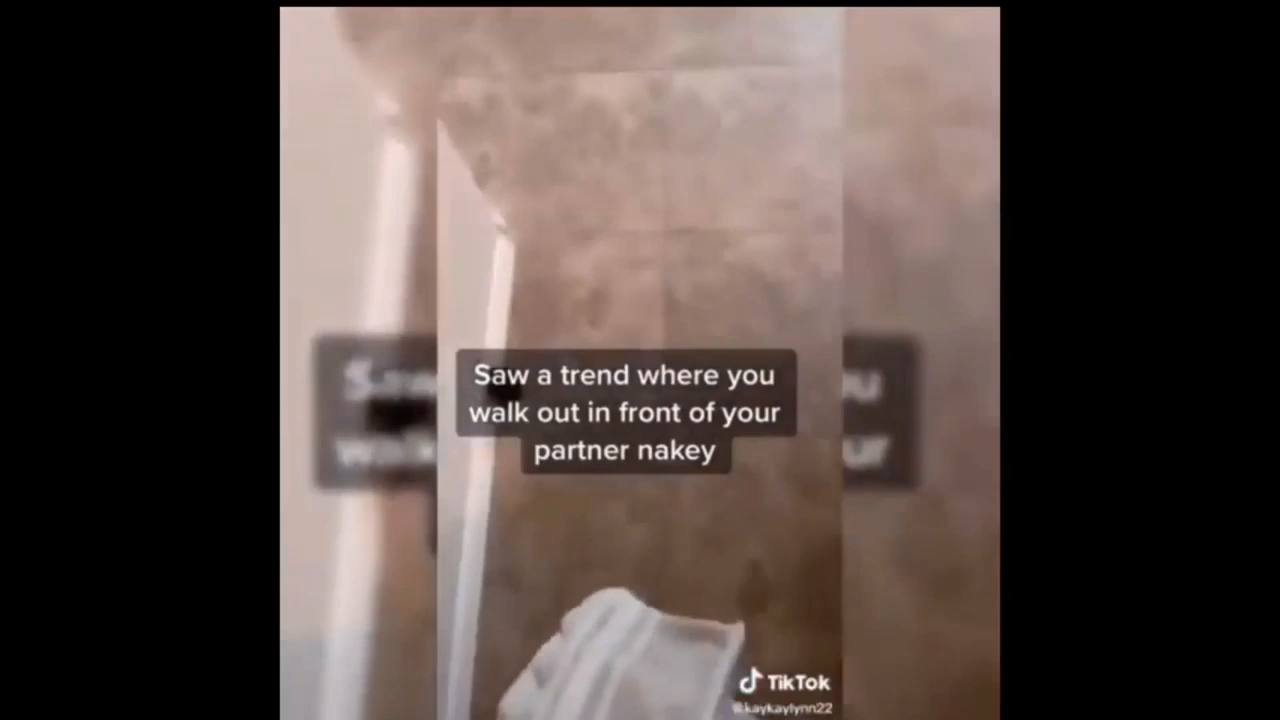 Saw a trend where you
walk out in front of your
partner nakey
TikTok
@kaykaylynn22